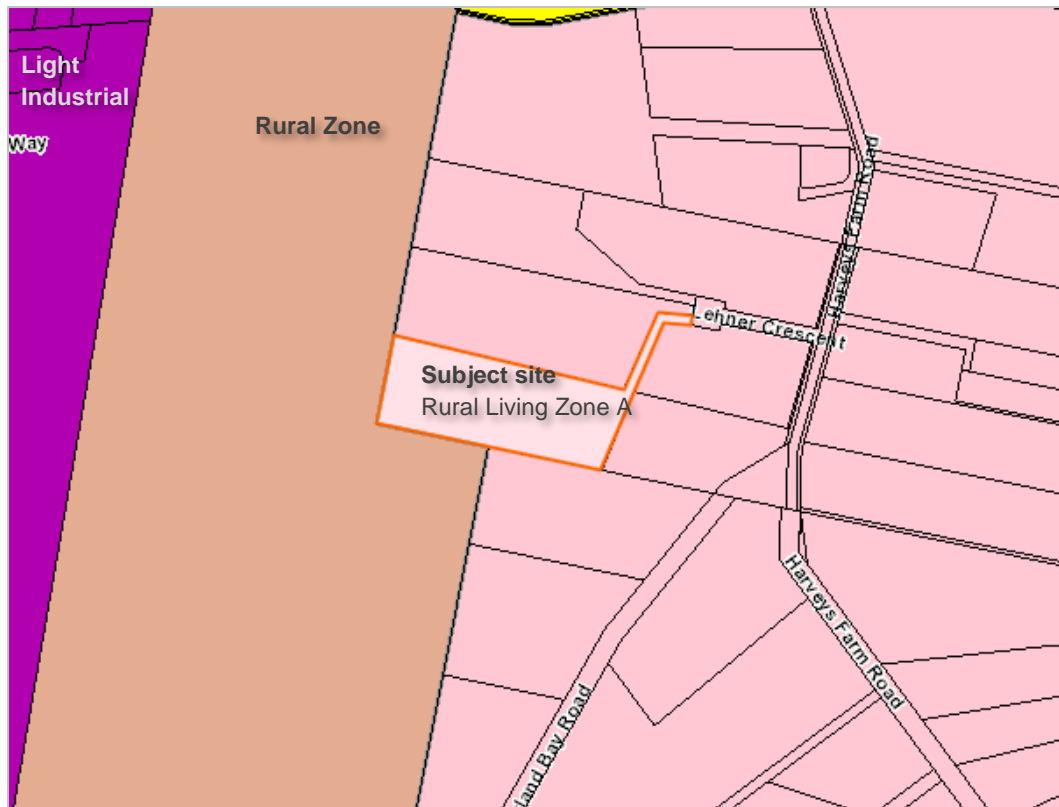 Light
Industrial
Rural Zone
Way
Harveys Farm Road
ehner Crescent
Subject site
Rural Living Zone A
Harveys Farm Road
land Bay Road